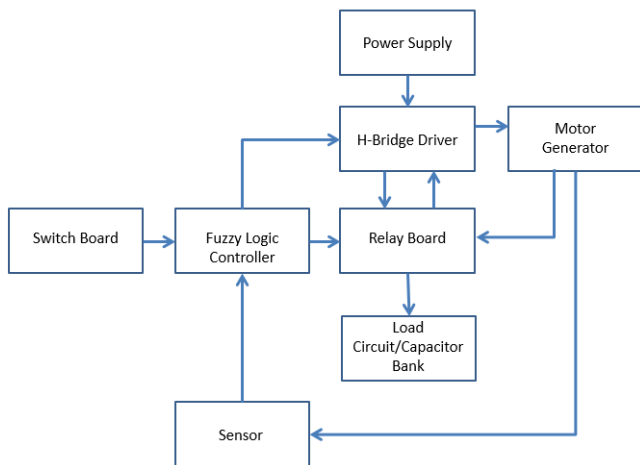 Power Supply
H-Bridge Driver
Motor
Generator
Switch Board
Fuzzy Logic
Controller
Relay Board
Load
Circuit/Capacitor
Bank
Sensor